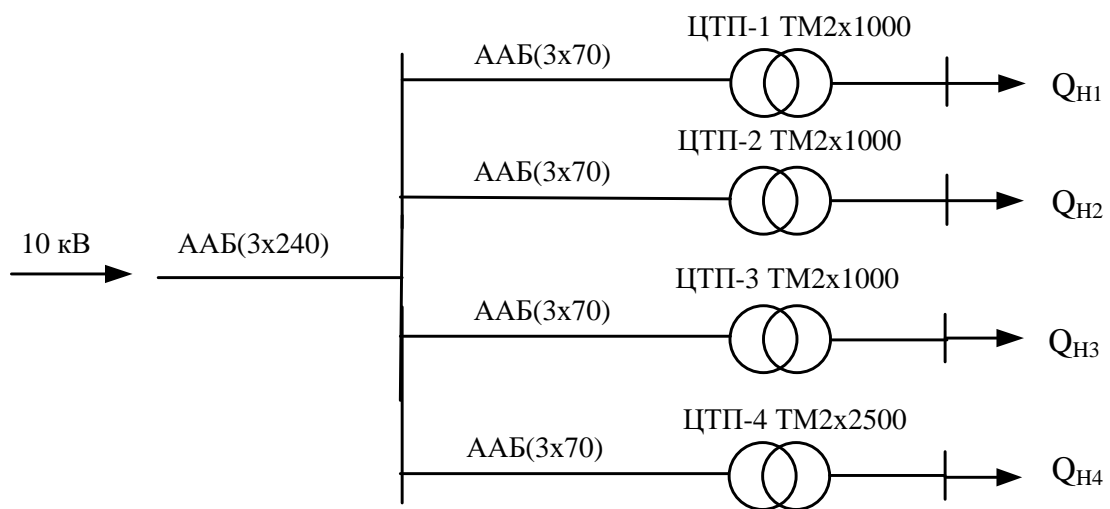 ЦТП-1 ТМ2х1000
ААБ(3х70)
QН1
ЦТП-2 ТМ2х1000
ААБ(3х70)
QН2
10 кВ
ААБ(3х240)
ЦТП-3 ТМ2х1000
ААБ(3х70)
QН3
ЦТП-4 ТМ2х2500
ААБ(3х70)
QН4